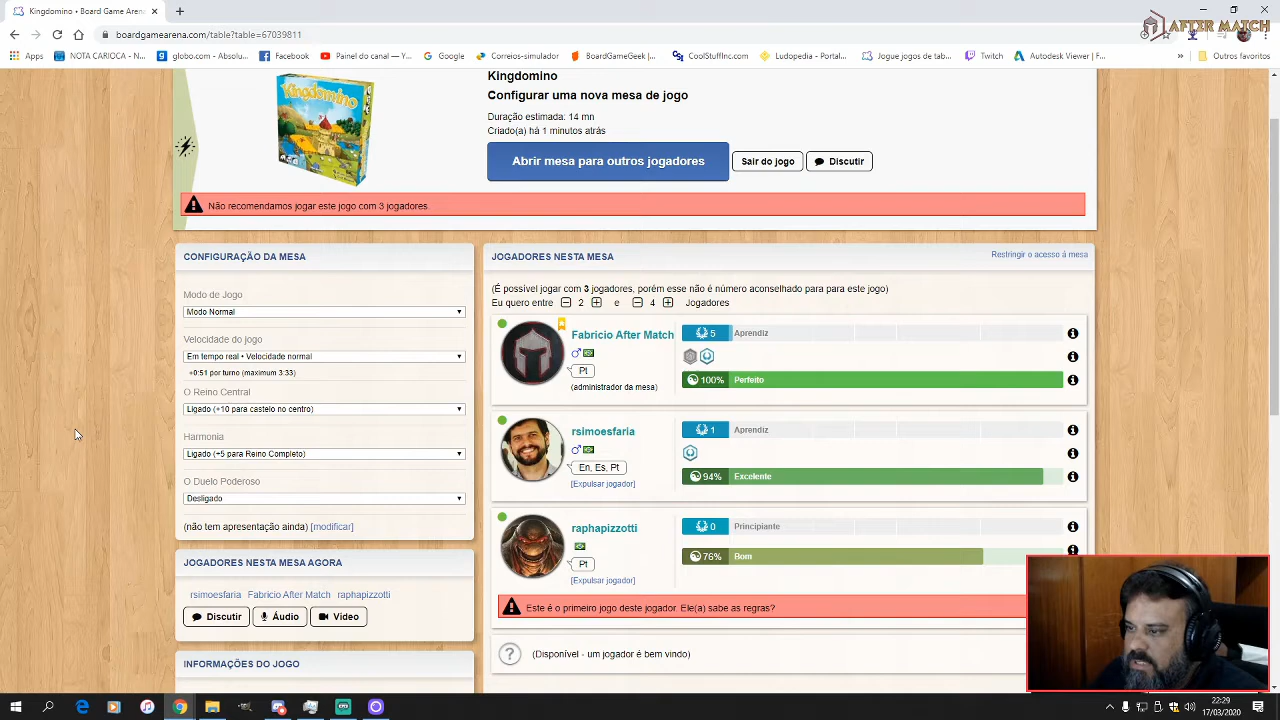 Jogar Kingdomino
boardgamearena.com/table?table=67039811
AFTER MATCH
Apps NOTA CARIOCA - N... Correios globo.com - Absolu... Facebook Painel do canal — Y... Google Correios-simulador BoardGameGeek |... CoolStuffInc.com Ludopedia - Portal... Jogue jogos de tab... Twitch Autodesk Viewer | F... » Outros favoritos
Kingdomino
Kingdomino
Configurar uma nova mesa de jogo
Duração estimada: 14 mn
Criado(a) há 1 minuto atrás
Abrir mesa para outros jogadores Sair do jogo Discutir
Não recomendamos jogar este jogo com 3 jogadores.
CONFIGURAÇÃO DA MESA
Modo de Jogo
Modo Normal
Velocidade do jogo
Em tempo real • Velocidade normal
+0:51 por turno (maximum 3:33)
O Reino Central
Ligado (+10 para castelo no centro)
Harmonia
Ligado (+5 para Reino Completo)
O Duelo Poderoso
Desligado
(não tem apresentação ainda) [modificar]
JOGADORES NESTA MESA AGORA
rsimoesfaria Fabricio After Match raphapizzotti
Discutir Áudio Video
INFORMAÇÕES DO JOGO
JOGADORES NESTA MESA
Restringir o acesso á mesa
(É possível jogar com 3 jogadores, porém esse não é número aconselhado para para este jogo)
Eu quero entre 2 e 4 Jogadores
Fabricio After Match
Pt
(administrador da mesa)
5 Aprendiz
100% Perfeito
rsimoesfaria
En, Es, Pt
[Expulsar jogador]
1 Aprendiz
94% Excelente
raphapizzotti
Pt
[Expulsar jogador]
0 Principiante
76% Bom
Este é o primeiro jogo deste jogador. Ele(a) sabe as regras?
(Disponível - um jogador é bem vindo)
22:29
17/03/2020